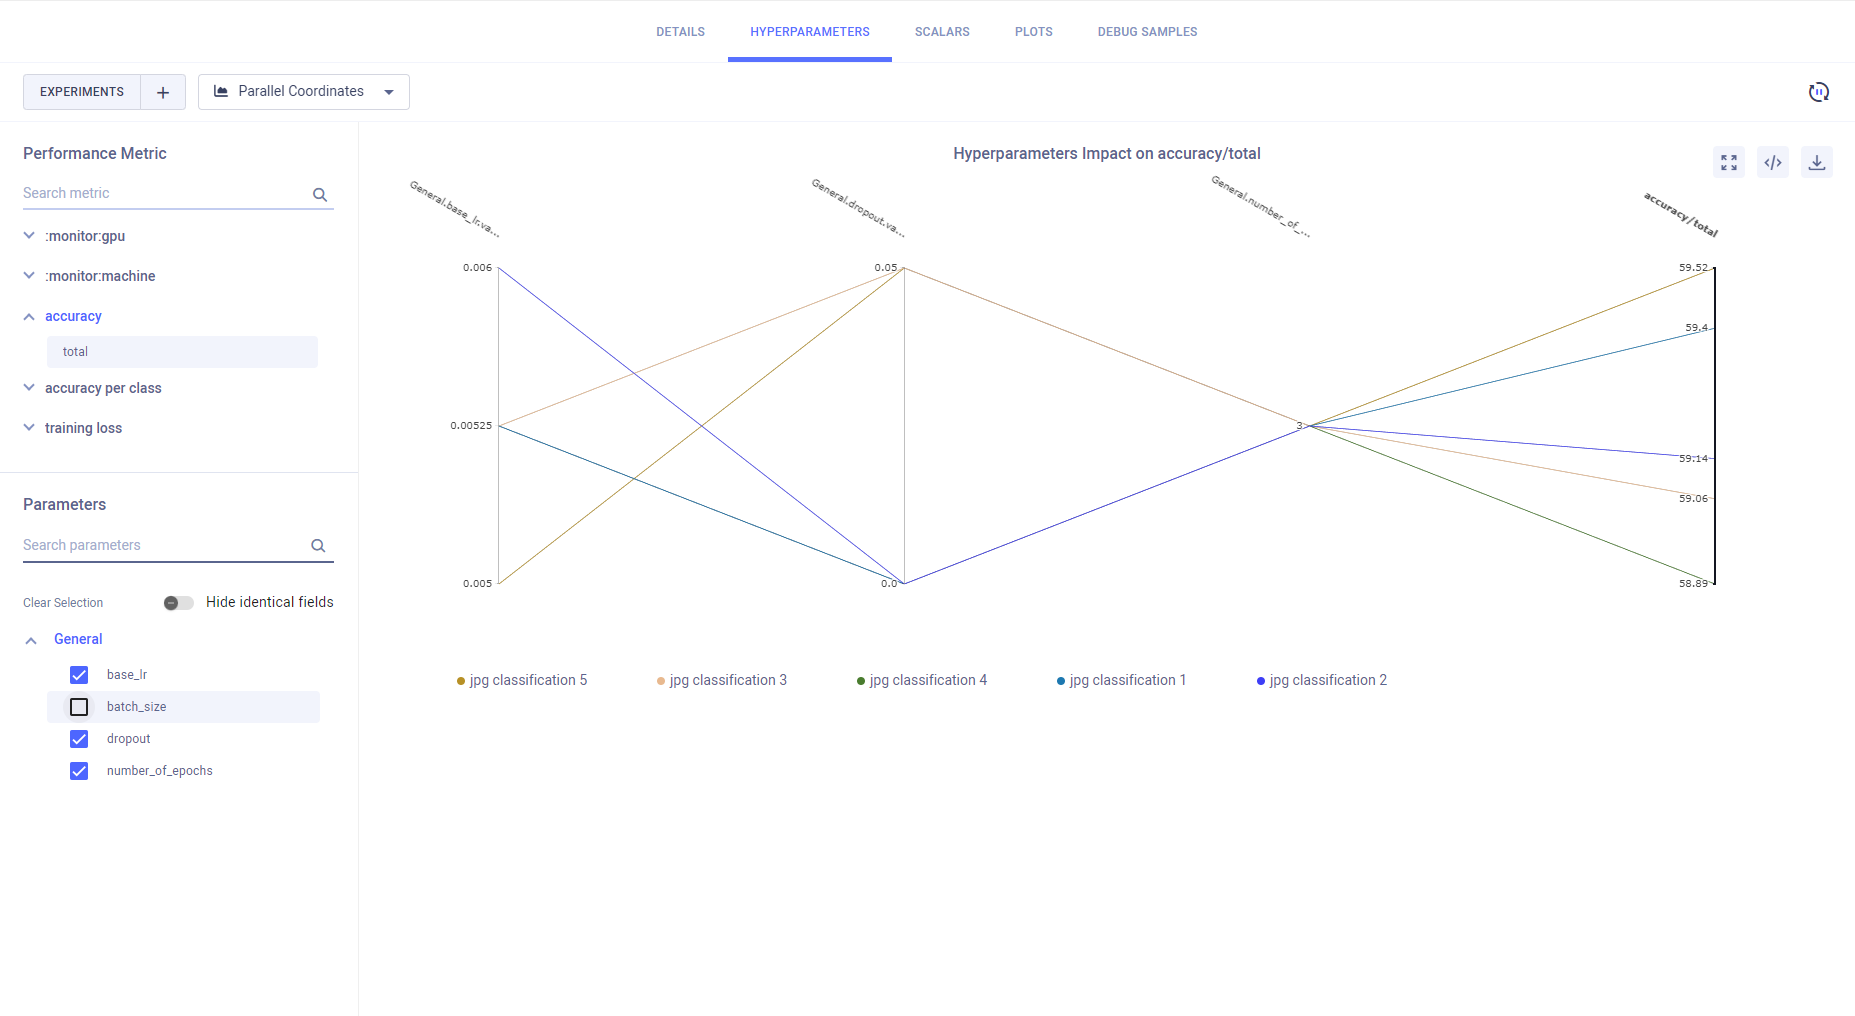 DETAILS HYPERPARAMETERS SCALARS PLOTS DEBUG SAMPLES
EXPERIMENTS + Parallel Coordinates
Performance Metric
Search metric
:monitor:gpu
:monitor:machine
accuracy
total
accuracy per class
training loss
Parameters
Search parameters
Clear Selection Hide identical fields
General
base_lr
batch_size
dropout
number_of_epochs
Hyperparameters Impact on accuracy/total
General.base_lr.va...
General.dropout.va...
General.number_of_...
accuracy/total
0.006
0.00525
0.005
0.05
0.0
3
59.52
59.4
59.14
59.06
58.89
jpg classification 5 jpg classification 3 jpg classification 4 jpg classification 1 jpg classification 2